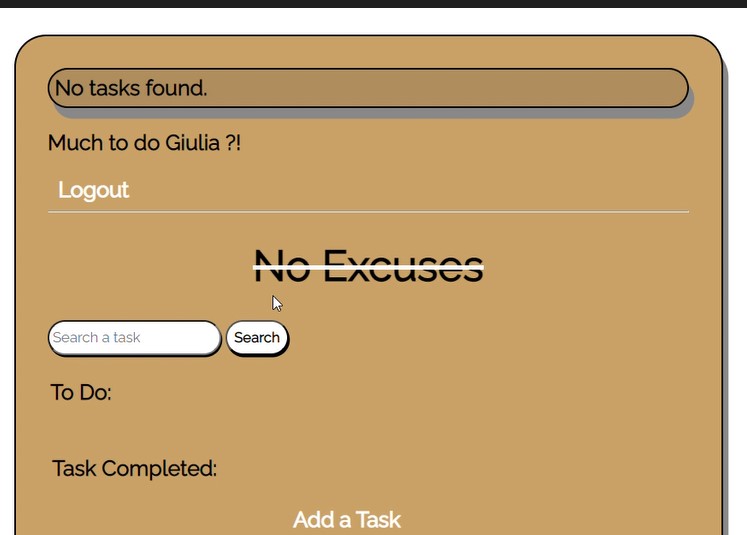 No tasks found.
Much to do Giulia ?!
Logout
No Excuses
Search a task
Search
To Do:
Task Completed:
Add a Task